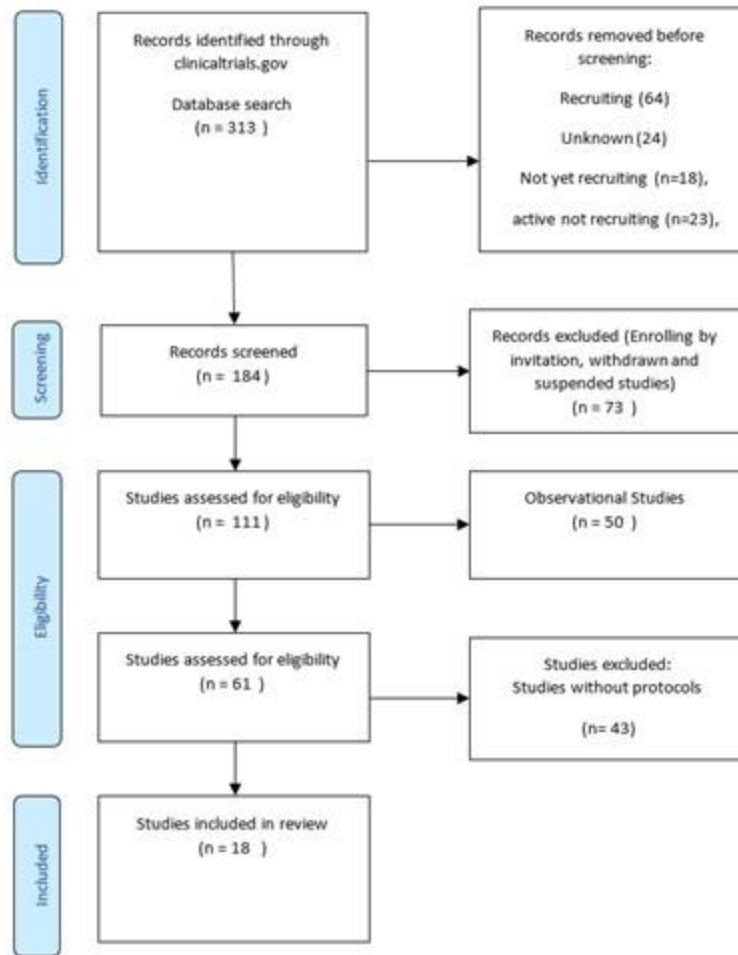 Identification
Records identified through
clinicaltrials.gov
Database search
(n = 313 )
Records removed before
screening:
Recruiting (64)
Unknown (24)
Not yet recruiting (n=18),
active not recruiting (n=23),
Screening
Records screened
(n = 184)
Records excluded (Enrolling by
invitation, withdrawn and
suspended studies)
(n = 73 )
Eligibility
Studies assessed for eligibility
(n = 111)
Observational Studies
(n = 50 )
Studies assessed for eligibility
(n = 61 )
Studies excluded:
Studies without protocols
(n= 43)
Included
Studies included in review
(n = 18 )